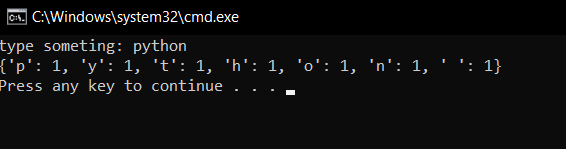 C:\Windows\system32\cmd.exe
type someting: python
{'p': 1, 'y': 1, 't': 1, 'h': 1, 'o': 1, 'n': 1, ' ': 1}
Press any key to continue . . .